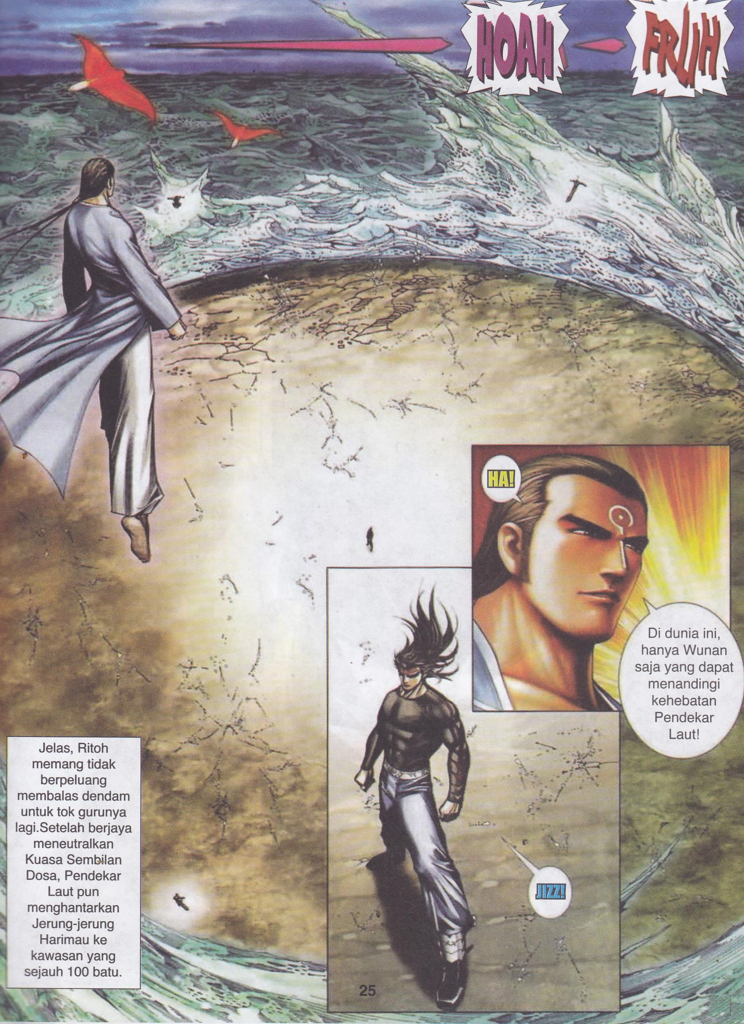 HOAH
FRUH
HA!
Di dunia ini,
hanya Wunan
saja yang dapat
menandingi
kehebatan
Pendekar
Laut!
Jelas, Ritoh
memang tidak
berpeluang
membalas dendam
untuk tok gurunya
lagi.Setelah berjaya
meneutralkan
Kuasa Sembilan
Dosa, Pendekar
Laut pun
menghantarkan
Jerung-jerung
Harimau ke
kawasan yang
sejauh 100 batu.
JIZZ!
25